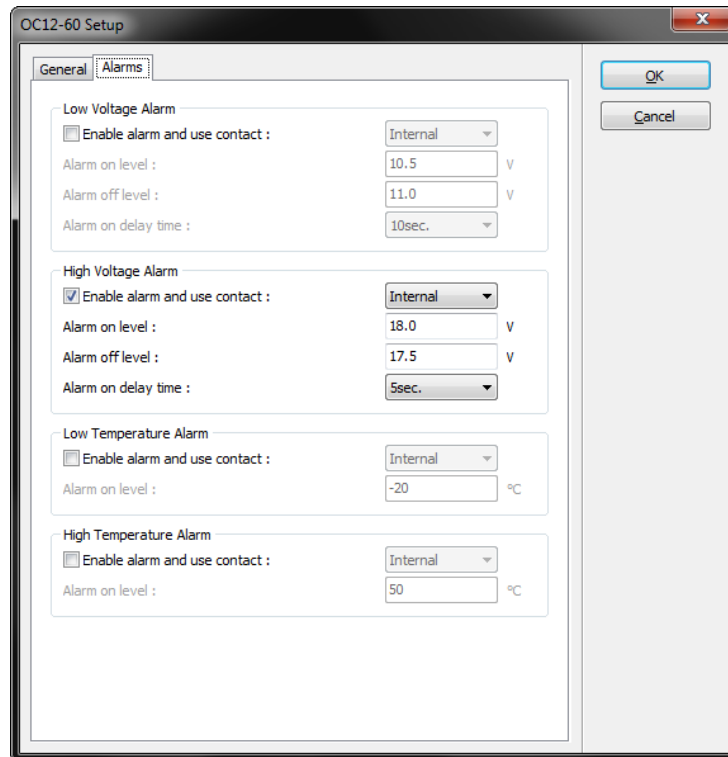 OC12-60 Setup
General Alarms
OK
Cancel
Low Voltage Alarm
Enable alarm and use contact : Internal
Alarm on level : 10.5 V
Alarm off level : 11.0 V
Alarm on delay time : 10sec.
High Voltage Alarm
Enable alarm and use contact : Internal
Alarm on level : 18.0 V
Alarm off level : 17.5 V
Alarm on delay time : 5sec.
Low Temperature Alarm
Enable alarm and use contact : Internal
Alarm on level : -20 °C
High Temperature Alarm
Enable alarm and use contact : Internal
Alarm on level : 50 °C